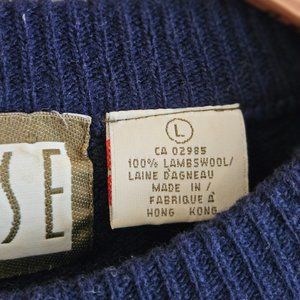 SE
L
CA 02985
100% LAMBSWOOL/
LAINE D'AGNEAU
MADE IN /
FABRIQUE À
HONG KONG